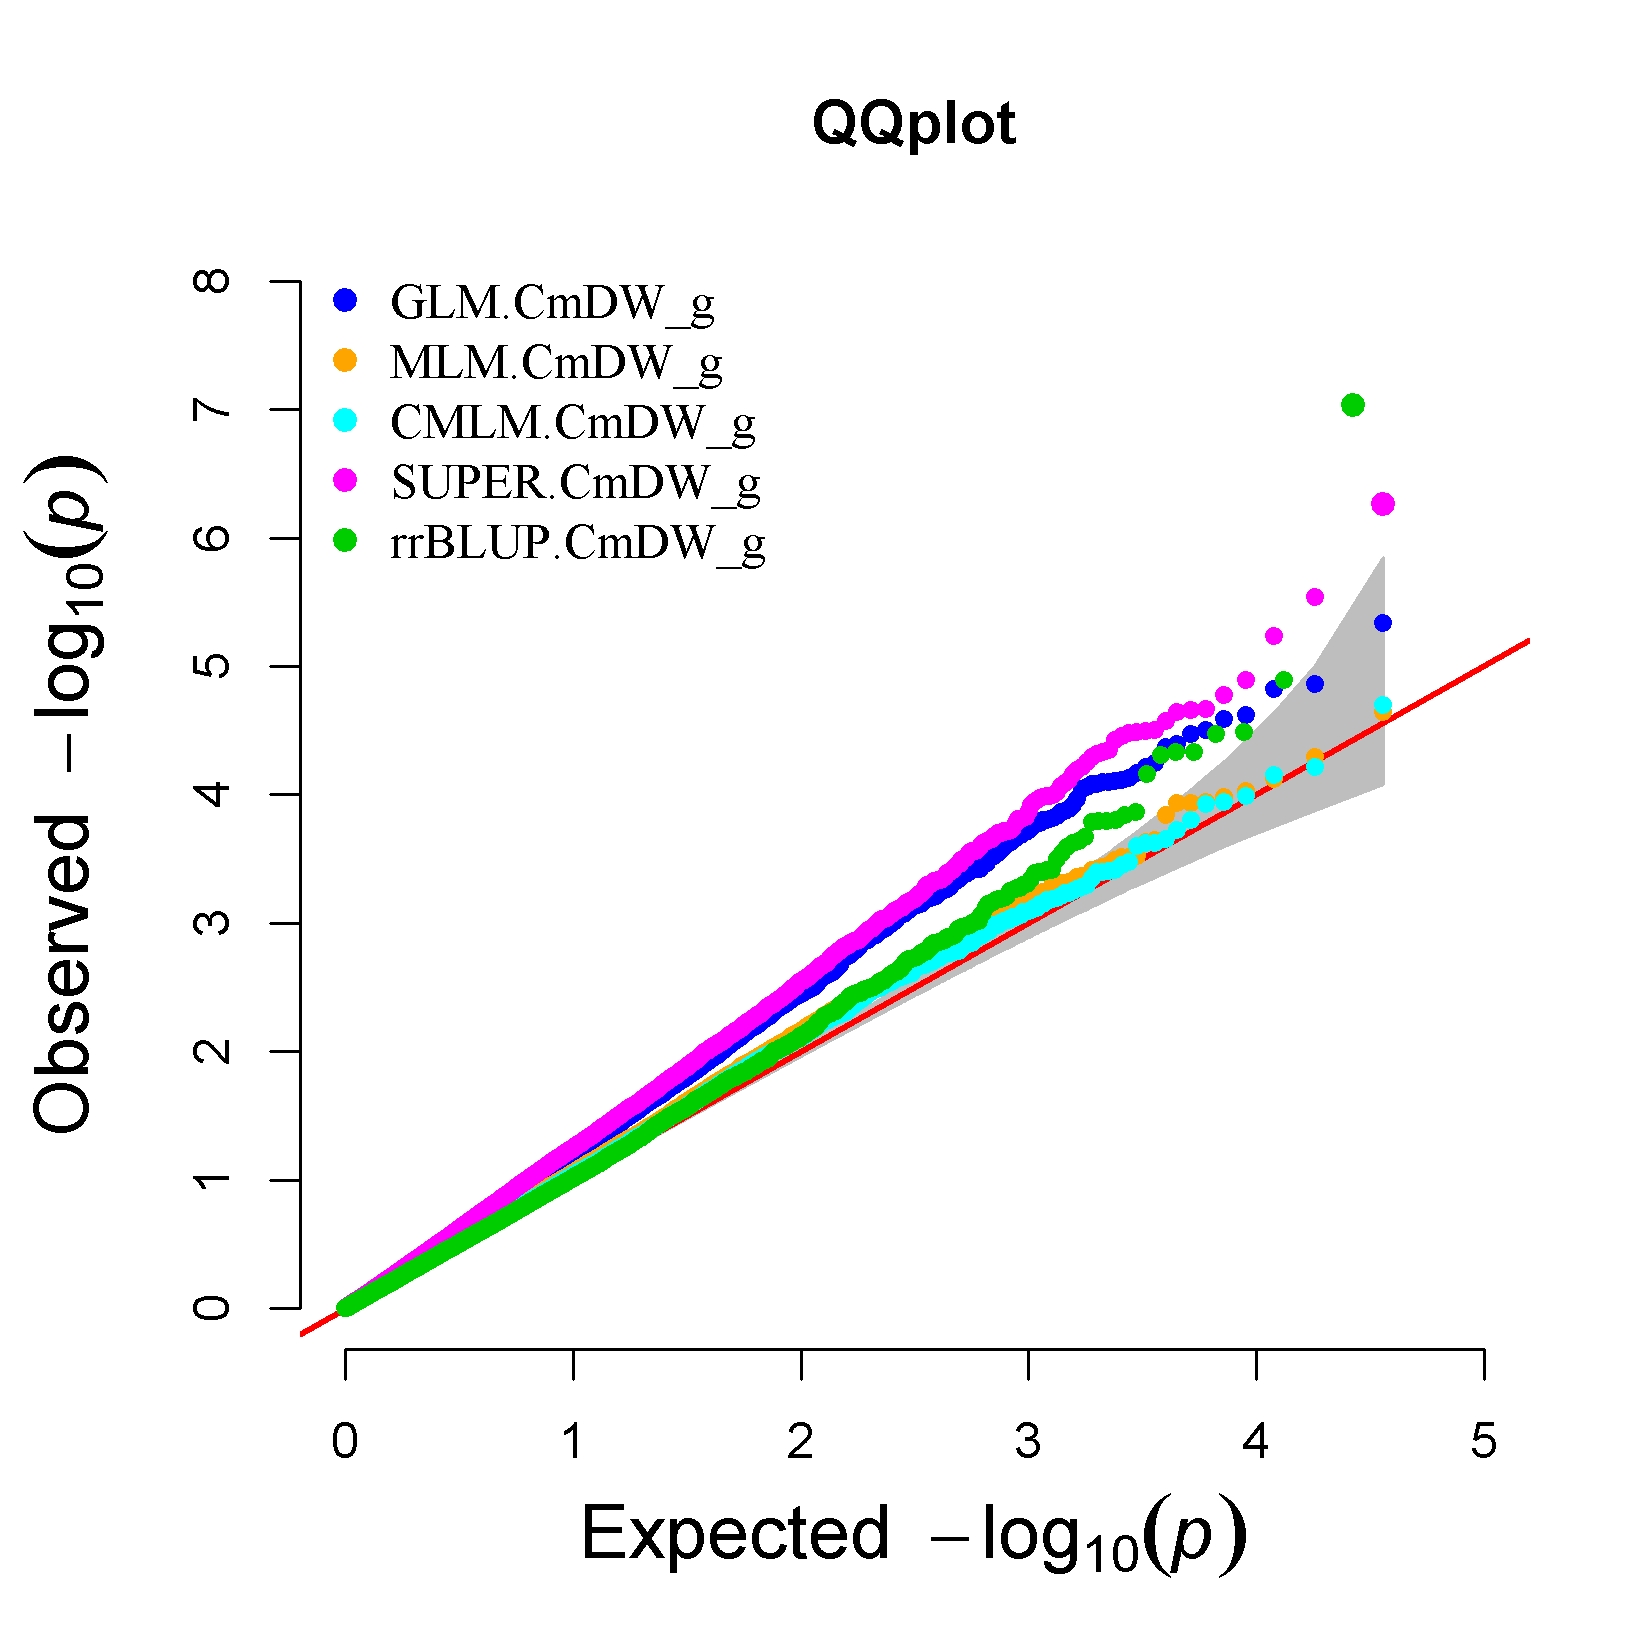 QQplot
GLM.CmDW_g
MLM.CmDW_g
CMLM.CmDW_g
SUPER.CmDW_g
rrBLUP.CmDW_g
Observed −log₁₀(p)
8
7
6
5
4
3
2
1
0
0 1 2 3 4 5
Expected −log₁₀(p)